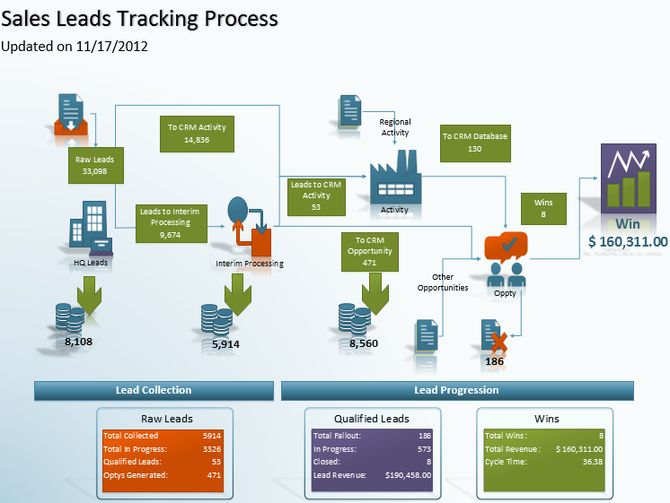 Sales Leads Tracking Process
Updated on 11/17/2012
To CRM Activity
14,836
Regional
Activity
To CRM Database
130
Raw Leads
33,098
Leads to CRM
Activity
53
Activity
Wins
8
Leads to Interim
Processing
9,674
Win
$ 160,311.00
To CRM
Opportunity
471
HQ Leads
Interim Processing
Other
Opportunities
Oppty
8,108
5,914
8,560
186
Lead Collection
Lead Progression
Raw Leads
Total Collected 5914
Total In Progress: 3326
Qualified Leads: 53
Optys Generated: 471
Qualified Leads
Total Fallout: 186
In Progress: 573
Closed: 8
Lead Revenue: $190,458.00
Wins
Total Wins : 8
Total Revenue: $ 160,311.00
Cycle Time: 36.38